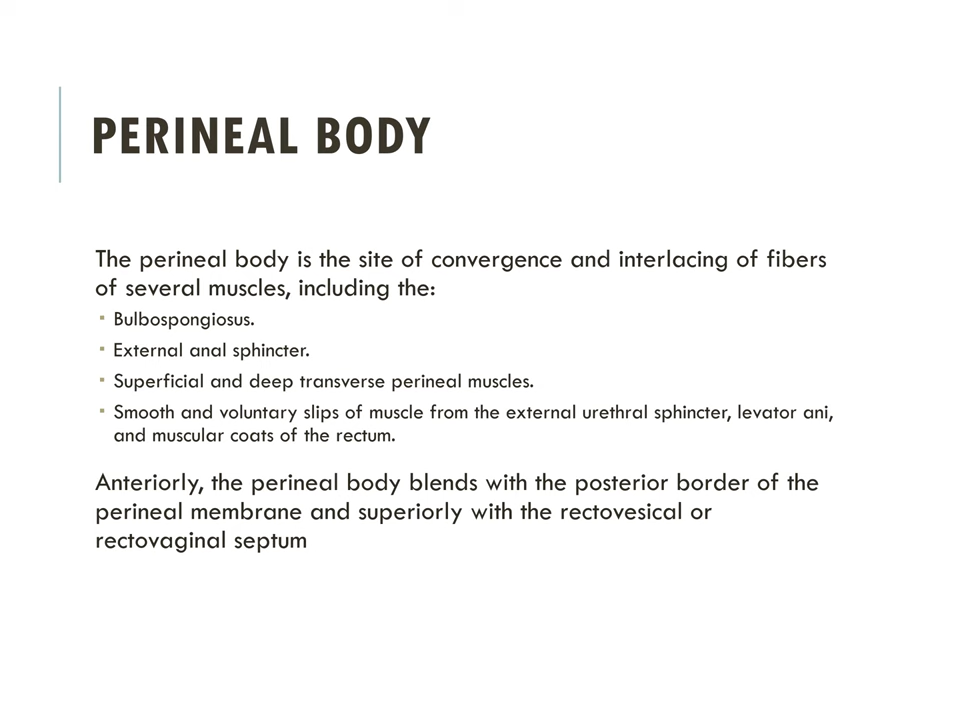 PERINEAL BODY
The perineal body is the site of convergence and interlacing of fibers
of several muscles, including the:
▪ Bulbospongiosus.
▪ External anal sphincter.
▪ Superficial and deep transverse perineal muscles.
▪ Smooth and voluntary slips of muscle from the external urethral sphincter, levator ani,
and muscular coats of the rectum.
Anteriorly, the perineal body blends with the posterior border of the
perineal membrane and superiorly with the rectovesical or
rectovaginal septum